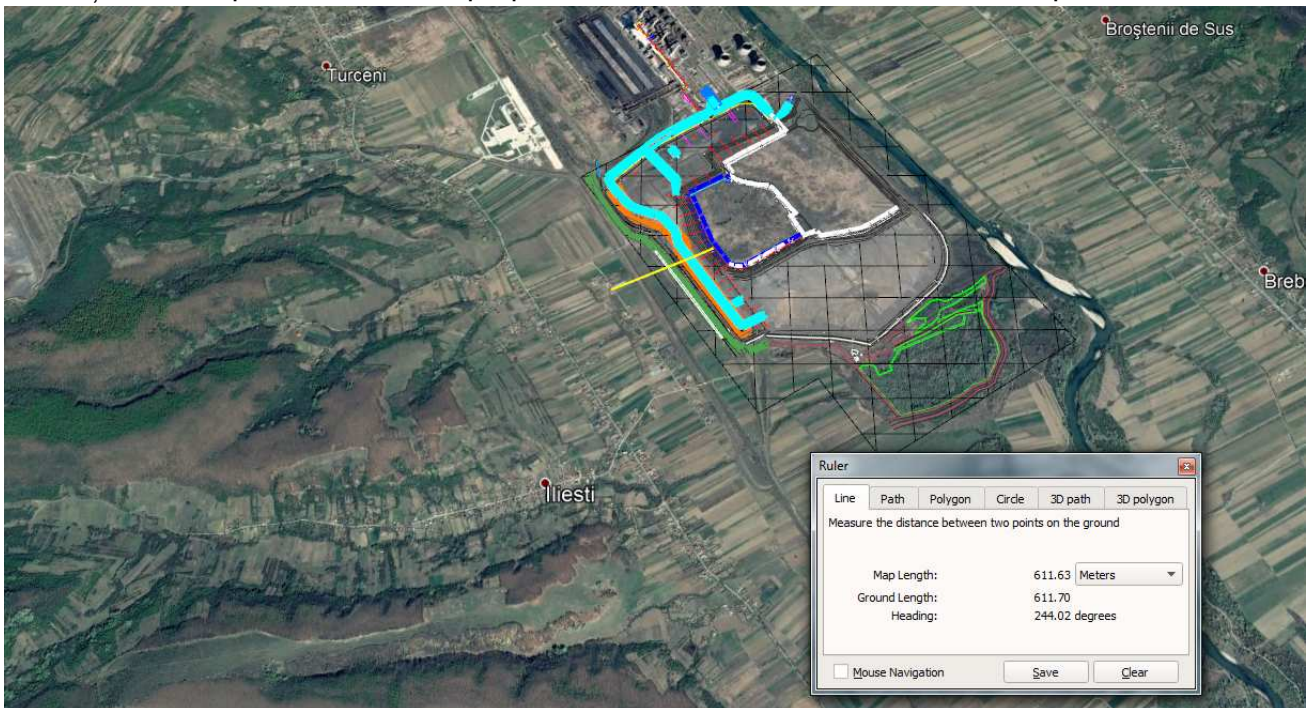 Broştenii de Sus
Turceni
Breb
Iliesti
Ruler
Line
Path
Polygon
Circle
3D path
3D polygon
Measure the distance between two points on the ground
Map Length:
611.63
Meters
Ground Length:
611.70
Heading:
244.02 degrees
Mouse Navigation
Save
Clear